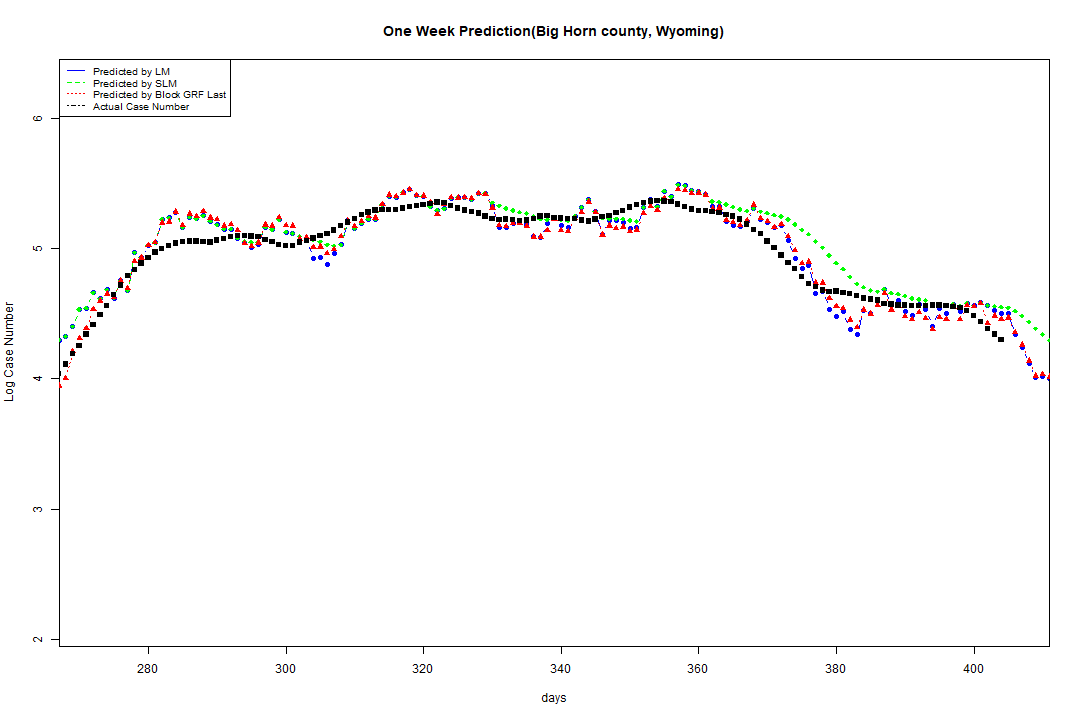 One Week Prediction(Big Horn county, Wyoming)
Predicted by LM
Predicted by SLM
Predicted by Block GRF Last
Actual Case Number
6
5
4
3
2
Log Case Number
280 300 320 340 360 380 400
days